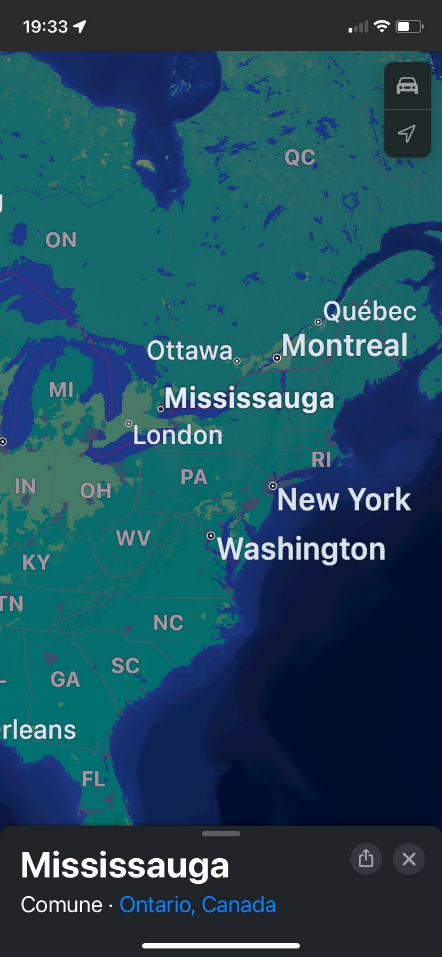 19:33
QC
ON
Québec
Ottawa
Montreal
MI
Mississauga
London
RI
PA
IN
OH
New York
WV
Washington
KY
TN
NC
SC
GA
rleans
FL
Mississauga
Comune · Ontario, Canada